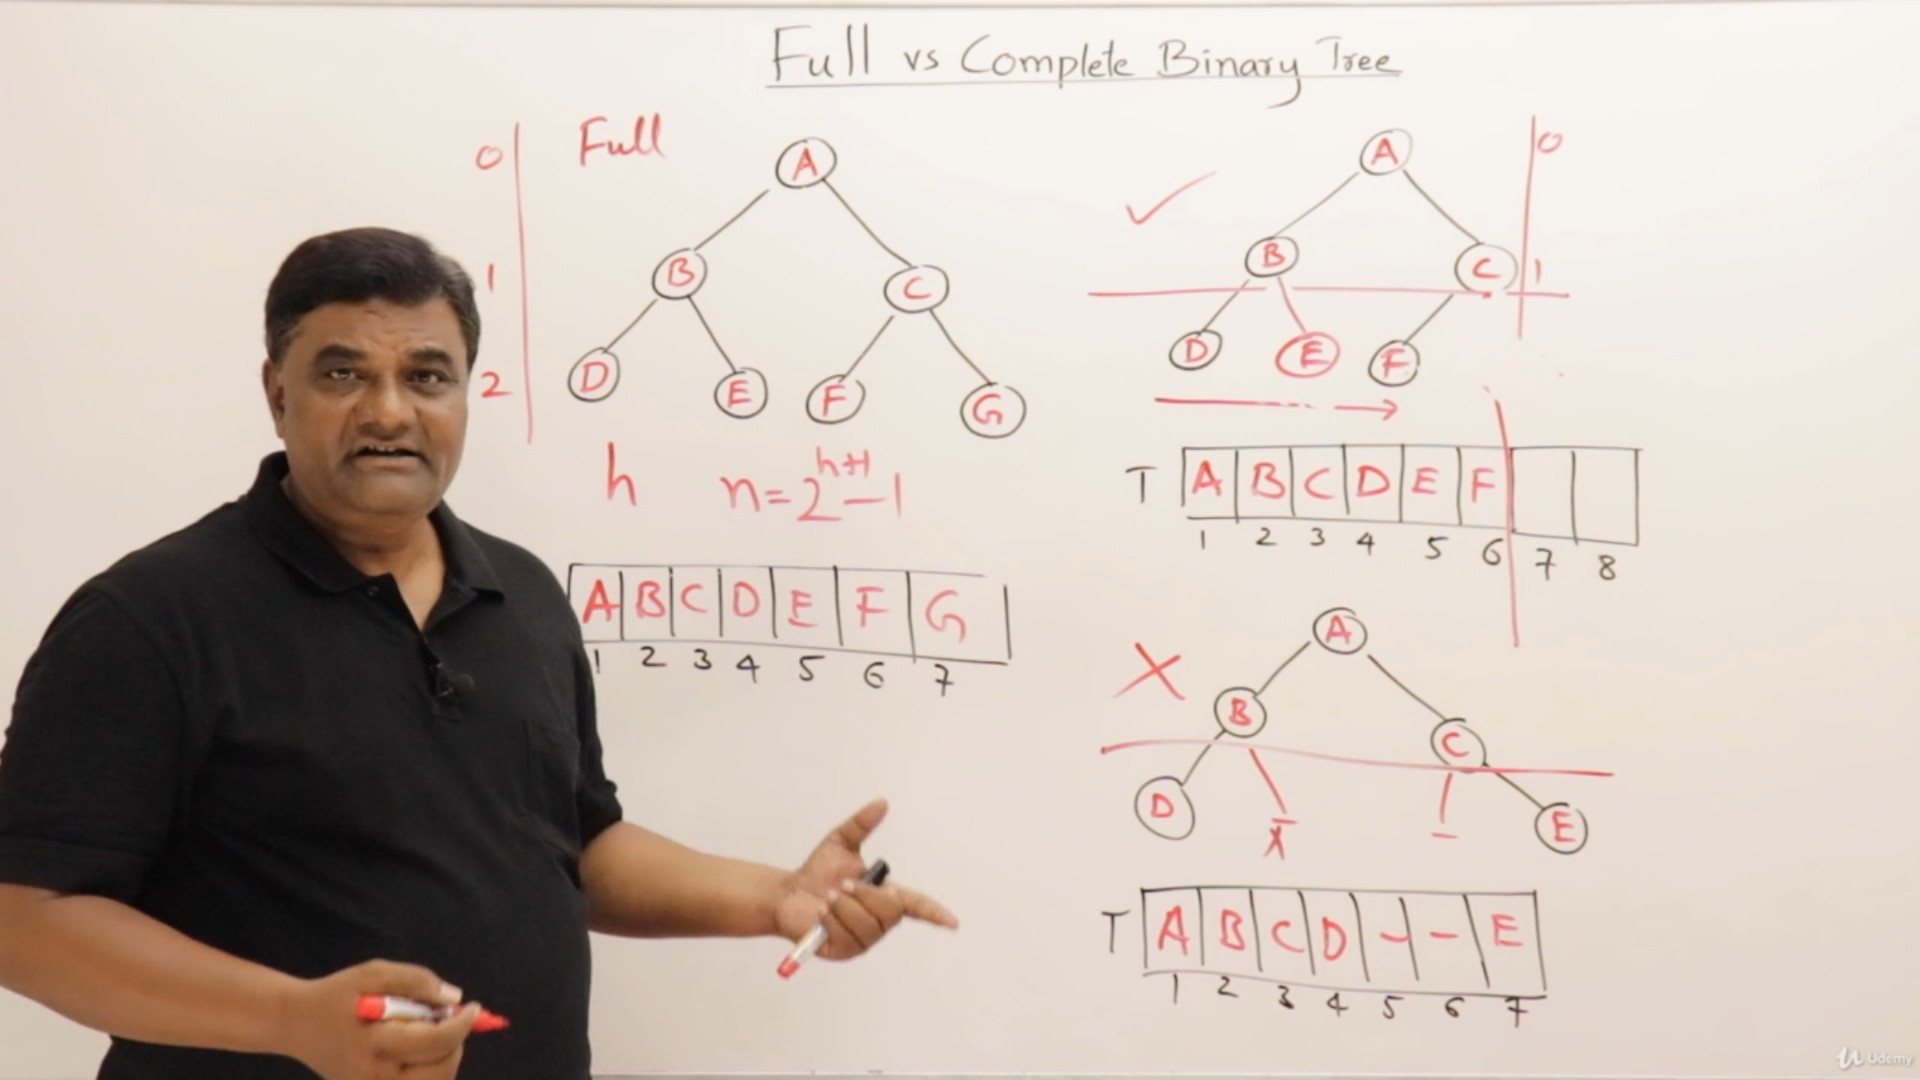 Full vs Complete Binary Tree
Full
0
1
2
A
B C
D E F G
h n=2^{h+1}-1
A B C D E F G
1 2 3 4 5 6 7
✓
0
1
A
B C
D E F
T A B C D E F
1 2 3 4 5 6 7 8
X
A
B C
D x̄ – E
T A B C D – – E
1 2 3 4 5 6 7
Udemy